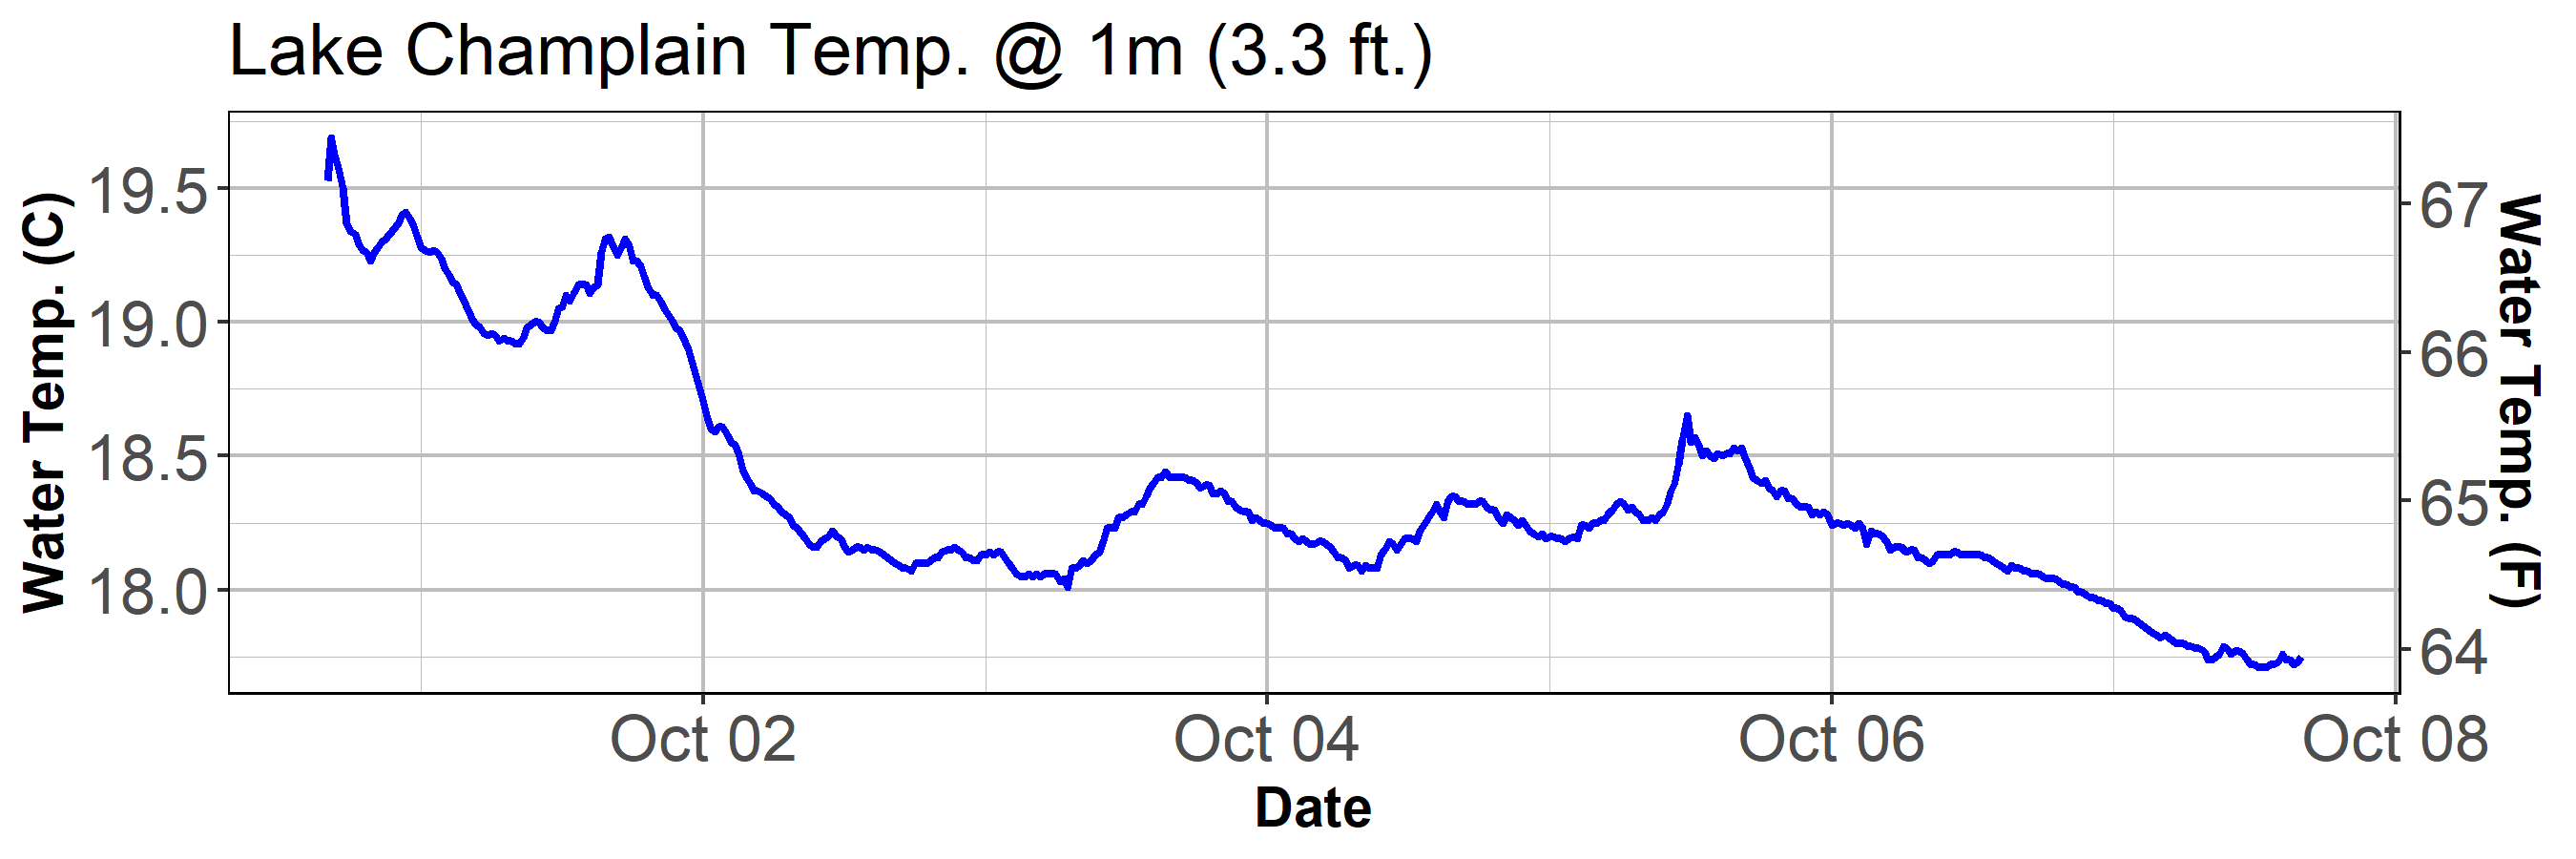 Lake Champlain Temp. @ 1m (3.3 ft.)
Water Temp. (C)
19.5
19.0
18.5
18.0
67
66
65
64
Water Temp. (F)
Oct 02
Oct 04
Oct 06
Oct 08
Date